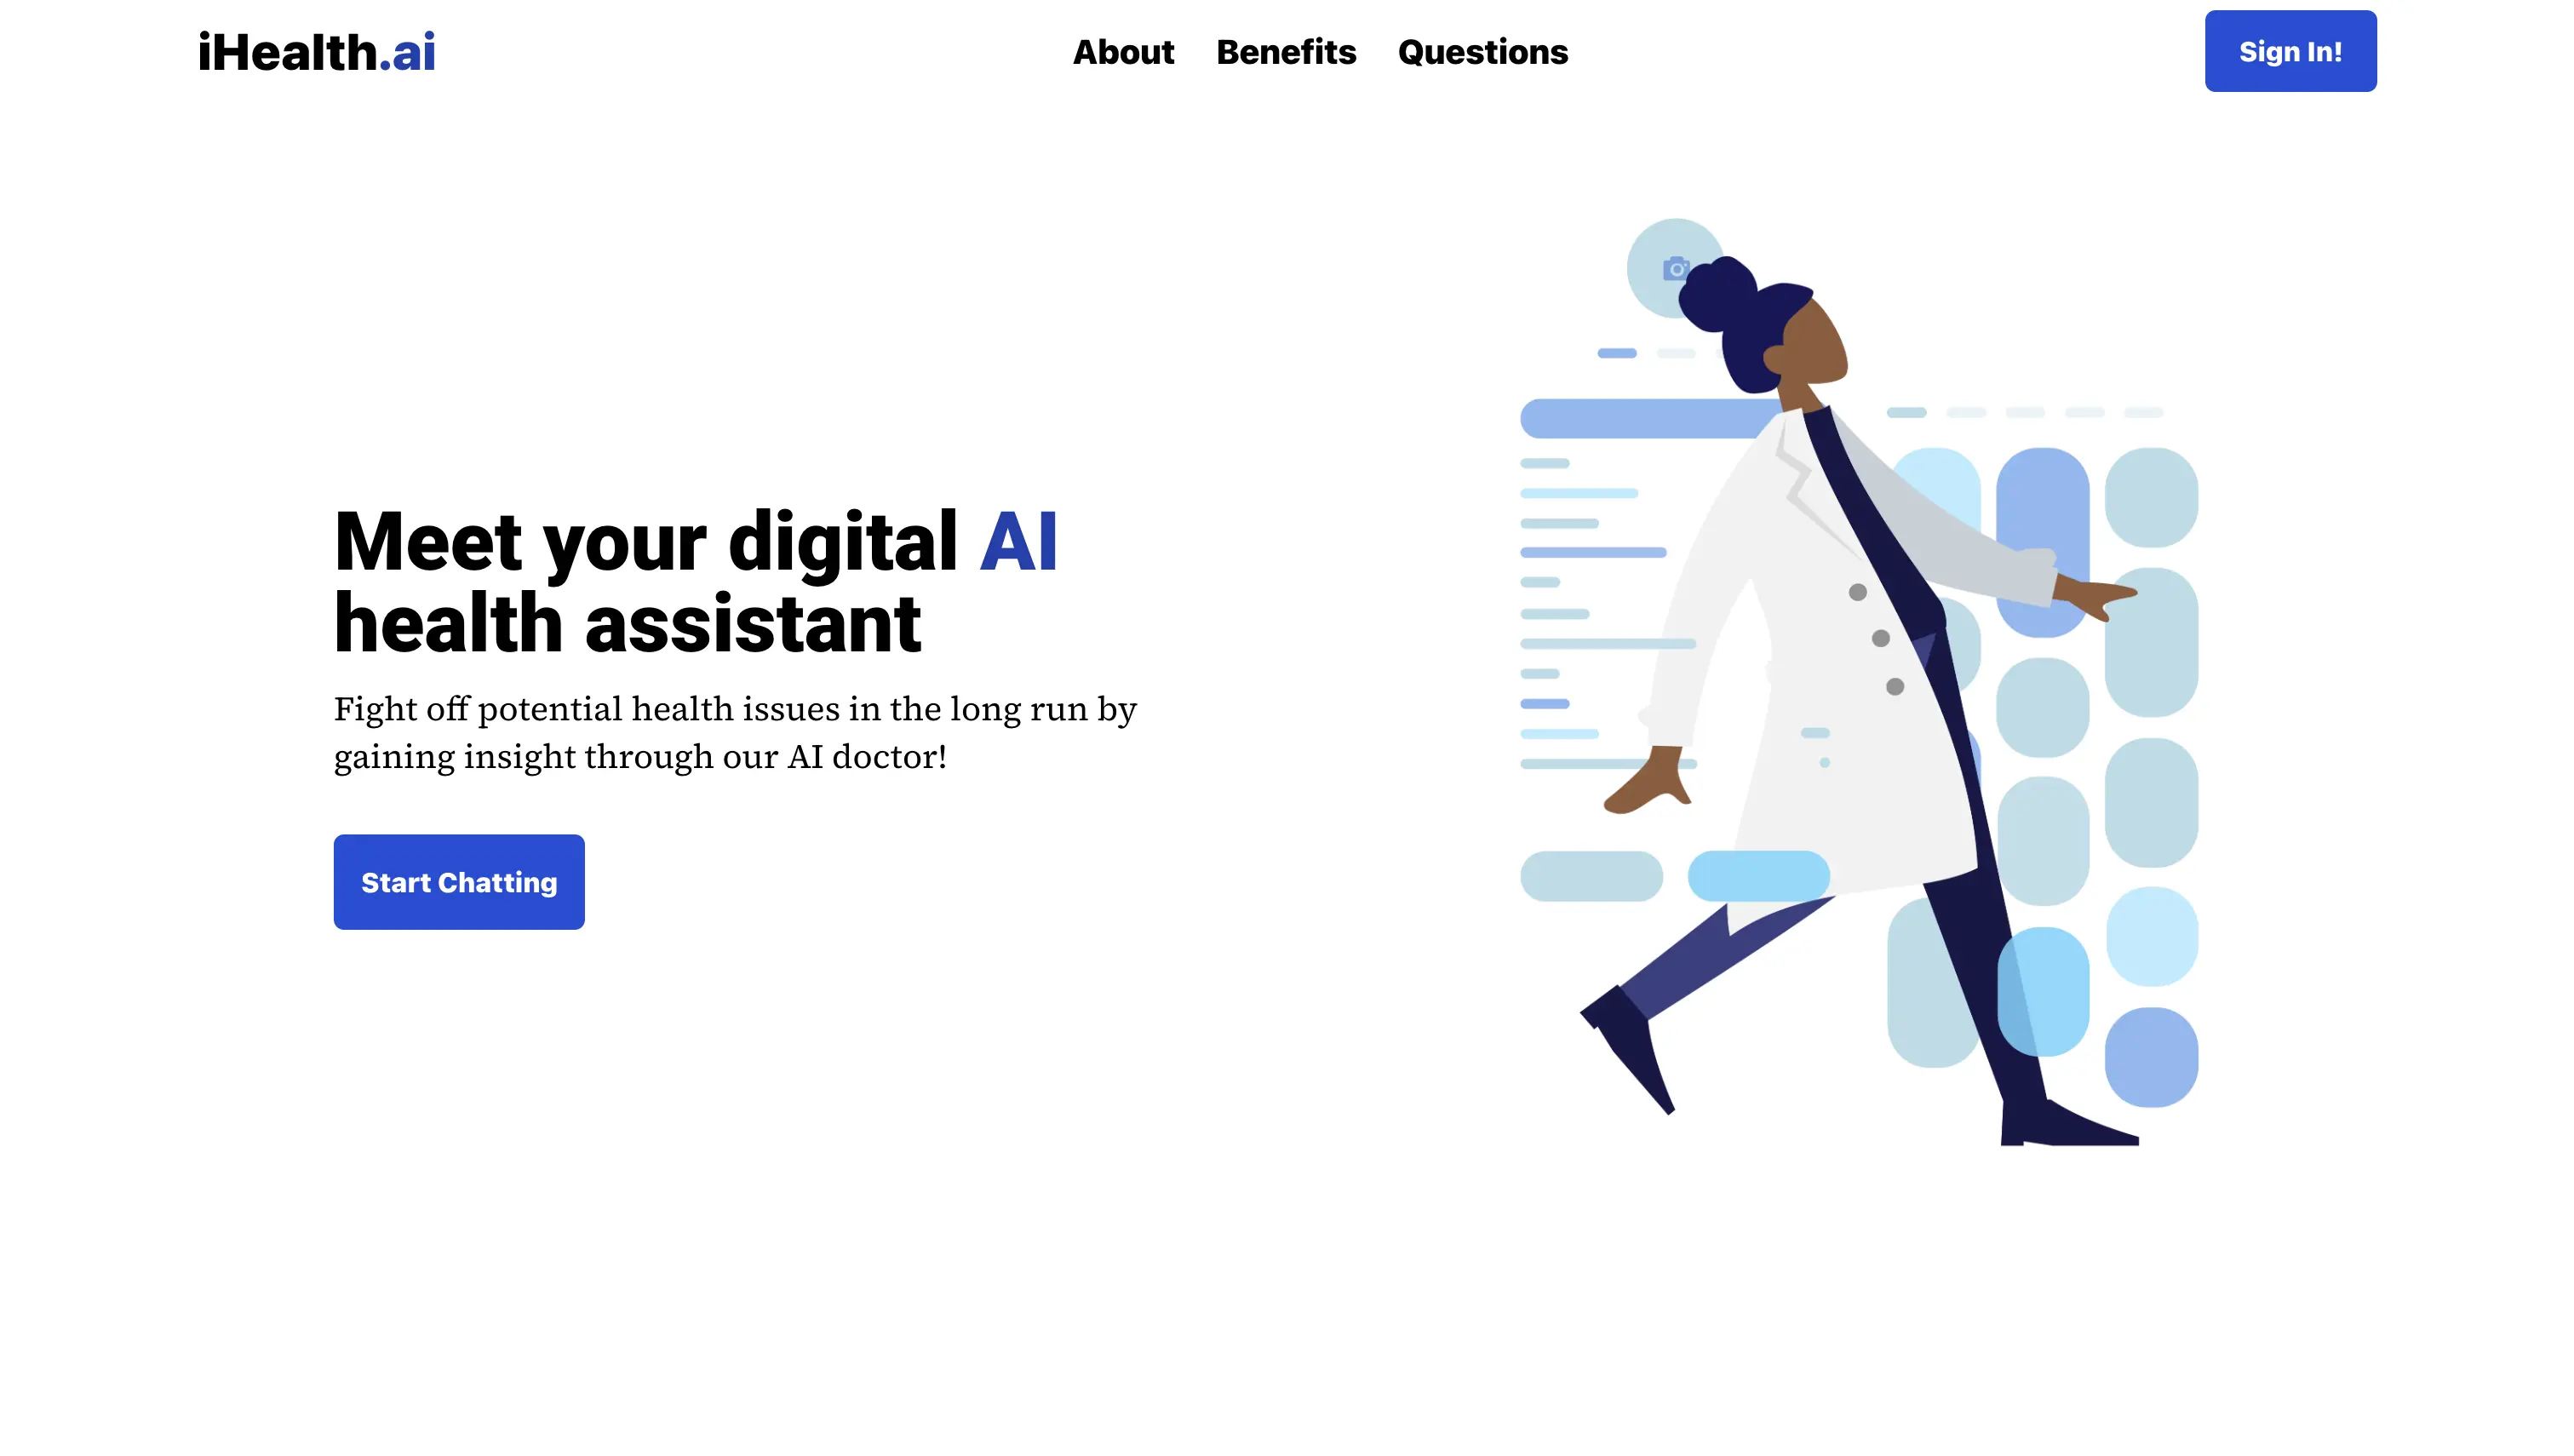 iHealth.ai
About Benefits Questions
Sign In!
Meet your digital AI
health assistant
Fight off potential health issues in the long run by
gaining insight through our AI doctor!
Start Chatting